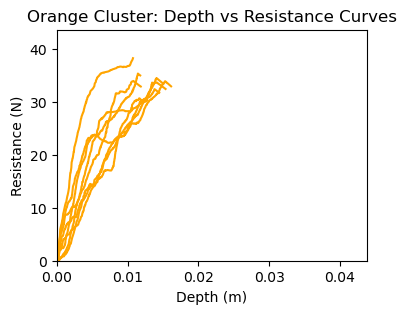 Orange Cluster: Depth vs Resistance Curves
Resistance (N)
40
30
20
10
0
0.00 0.01 0.02 0.03 0.04
Depth (m)